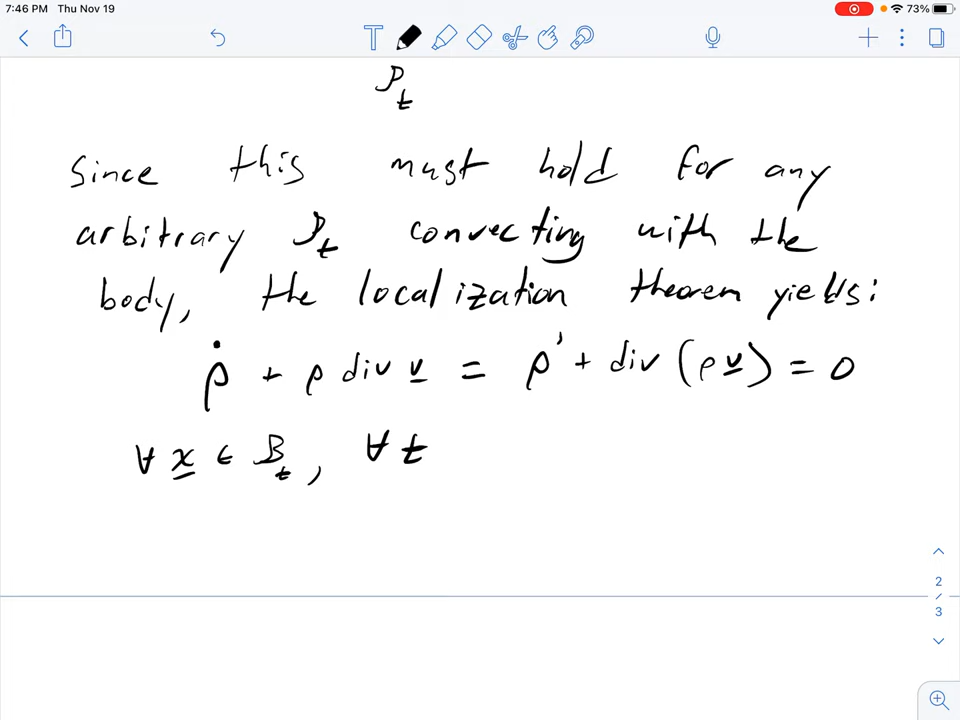 7:46 PM Thu Nov 19
73%
T
𝒫_t
Since this must hold for any
arbitrary 𝒫_t convecting with the
body, the localization theorem yields:
ρ̇ + ρ div v̲ = ρ' + div (ρv̲) = 0
∀ x̲ ∈ ℬ_t, ∀ t
2
/
3